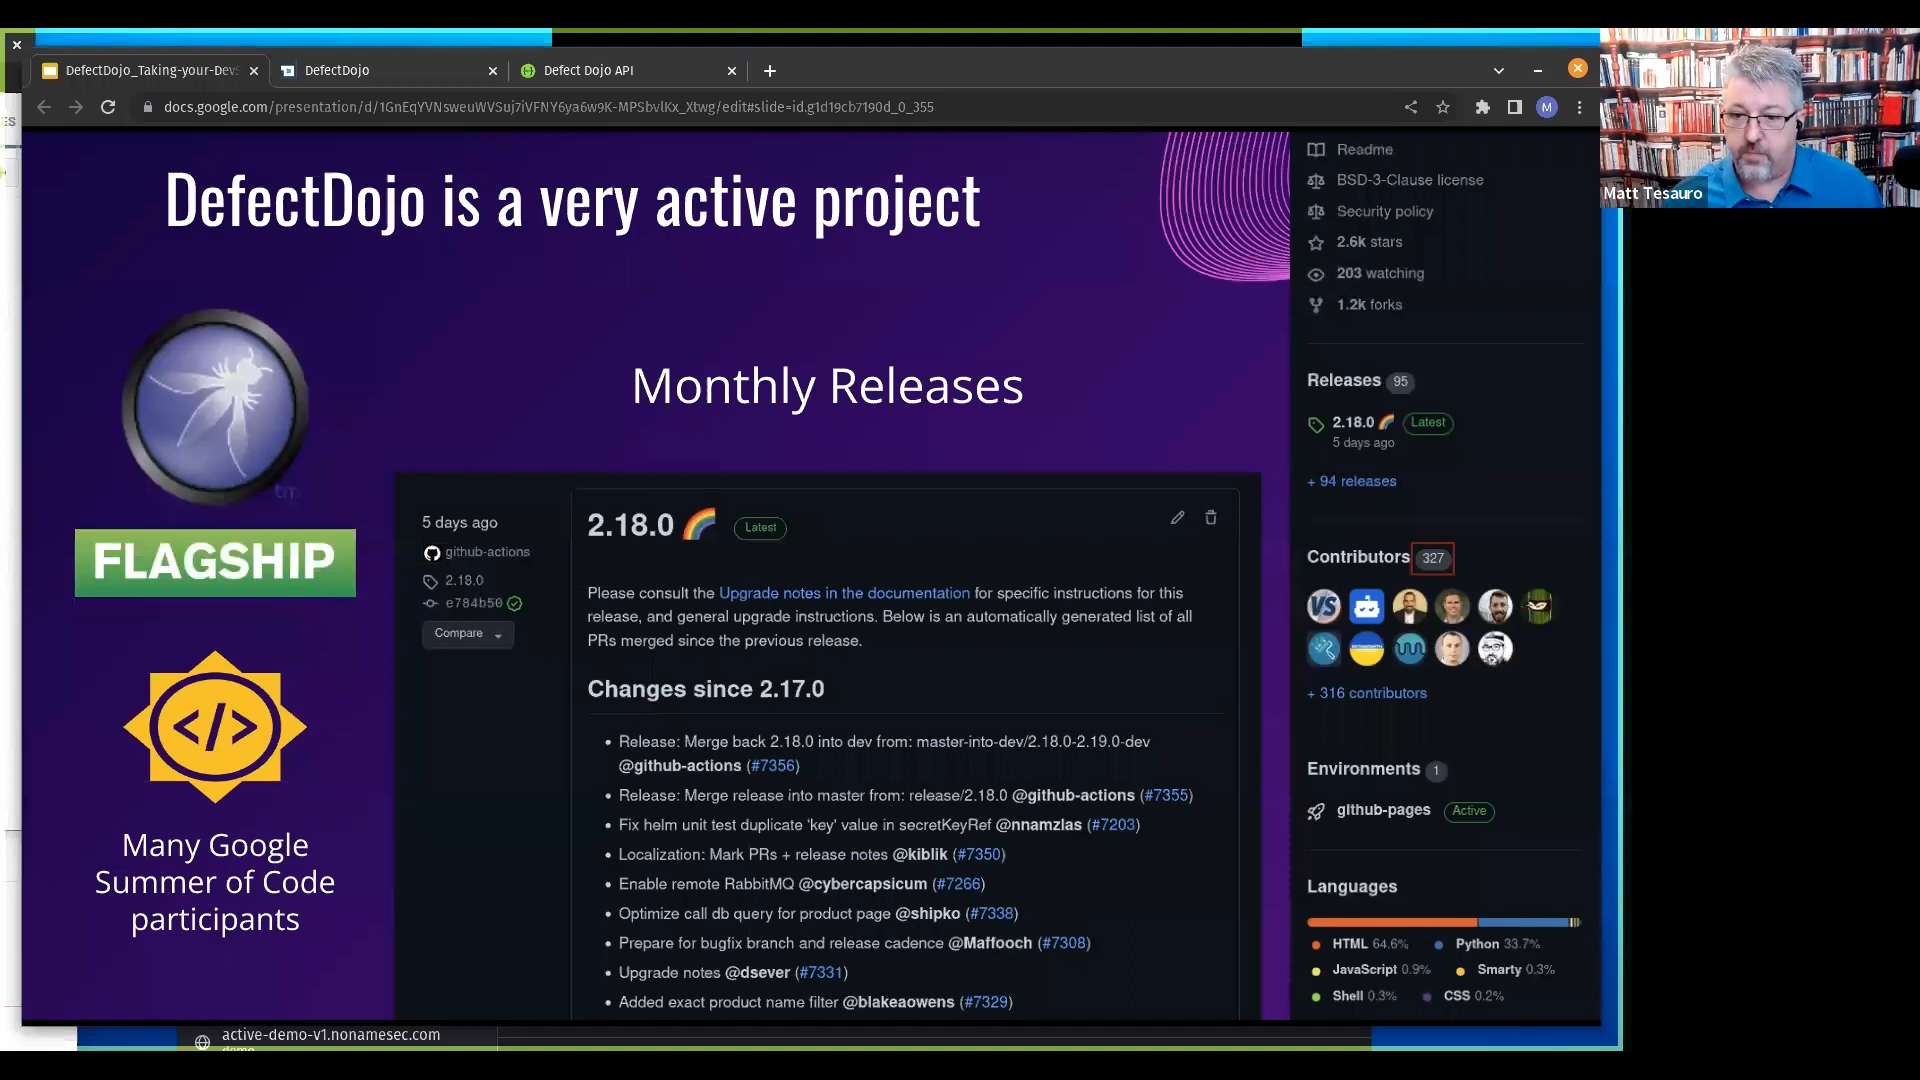 DefectDojo_Taking-your-DevS
DefectDojo
Defect Dojo API
docs.google.com/presentation/d/1GnEqYVNsweuWVSuj7iVFNY6ya6w9K-MPSbvlKx_Xtwg/edit#slide=id.g1d19cb7190d_0_355
M
ES
Matt Tesauro
DefectDojo is a very active project
tm
FLAGSHIP
</>
Many Google
Summer of Code
participants
Monthly Releases
5 days ago
github-actions
2.18.0
e784b50
Compare
2.18.0 🌈 Latest
Please consult the Upgrade notes in the documentation for specific instructions for this
release, and general upgrade instructions. Below is an automatically generated list of all
PRs merged since the previous release.
Changes since 2.17.0
• Release: Merge back 2.18.0 into dev from: master-into-dev/2.18.0-2.19.0-dev
@github-actions (#7356)
• Release: Merge release into master from: release/2.18.0 @github-actions (#7355)
• Fix helm unit test duplicate 'key' value in secretKeyRef @nnamzlas (#7203)
• Localization: Mark PRs + release notes @kiblik (#7350)
• Enable remote RabbitMQ @cybercapsicum (#7266)
• Optimize call db query for product page @shipko (#7338)
• Prepare for bugfix branch and release cadence @Maffooch (#7308)
• Upgrade notes @dsever (#7331)
• Added exact product name filter @blakeaowens (#7329)
Readme
BSD-3-Clause license
Security policy
2.6k stars
203 watching
1.2k forks
Releases 95
2.18.0 🌈 Latest
5 days ago
+ 94 releases
Contributors 327
VS
+ 316 contributors
Environments 1
github-pages Active
Languages
HTML 64.6% Python 33.7%
JavaScript 0.9% Smarty 0.3%
Shell 0.3% CSS 0.2%
active-demo-v1.nonamesec.com